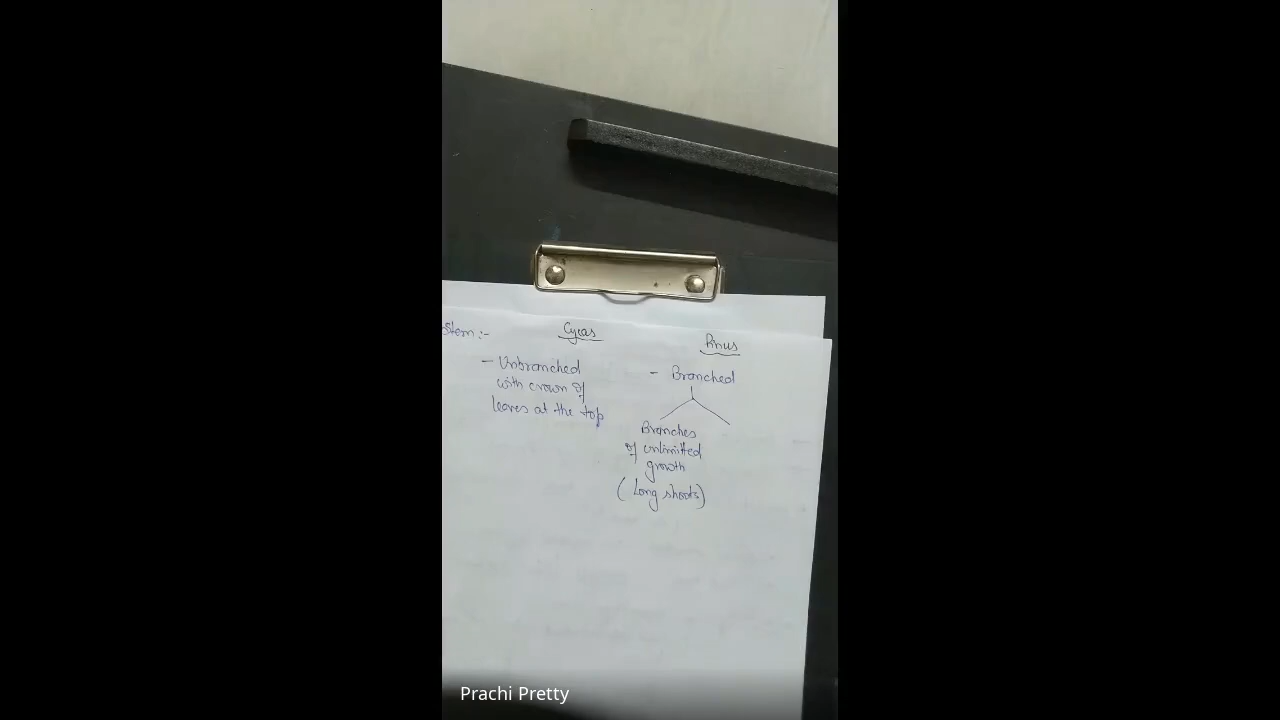 Stem:-
Cycas
Pinus
- Unbranched
with crown of
leaves at the top
- Branched
Branches
of unlimitted
growth
(Long shoots)
Prachi Pretty